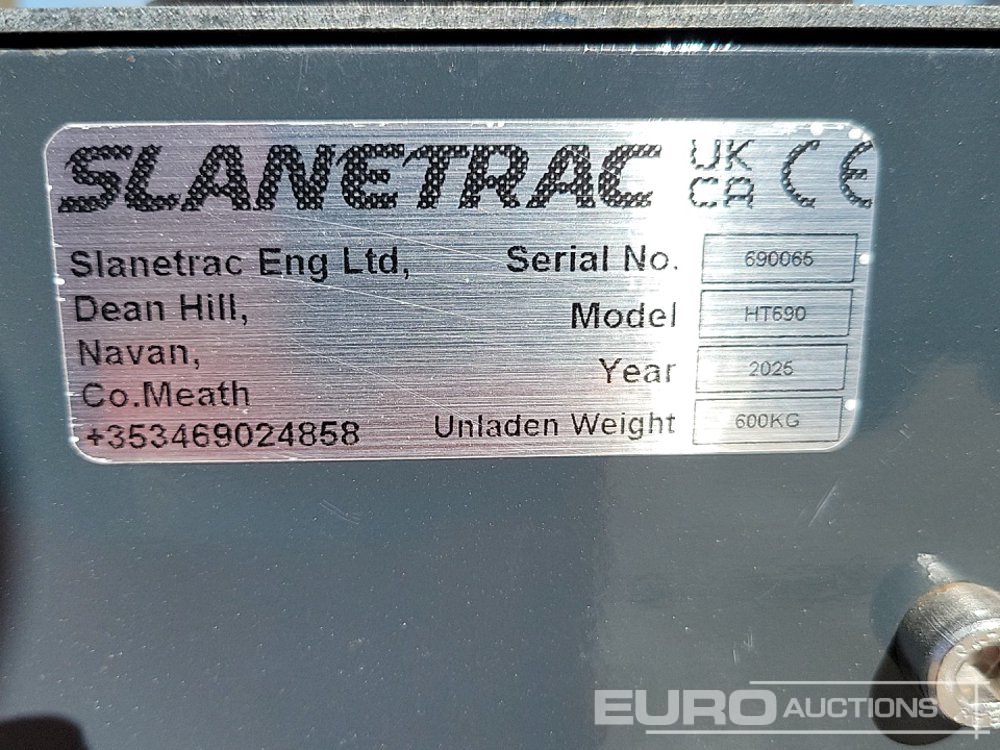 SLANETRAC UK CA CE
Slanetrac Eng Ltd,
Dean Hill,
Navan,
Co.Meath
+353469024858
Serial No. 690065
Model HT690
Year 2025
Unladen Weight 600KG
EURO AUCTIONS